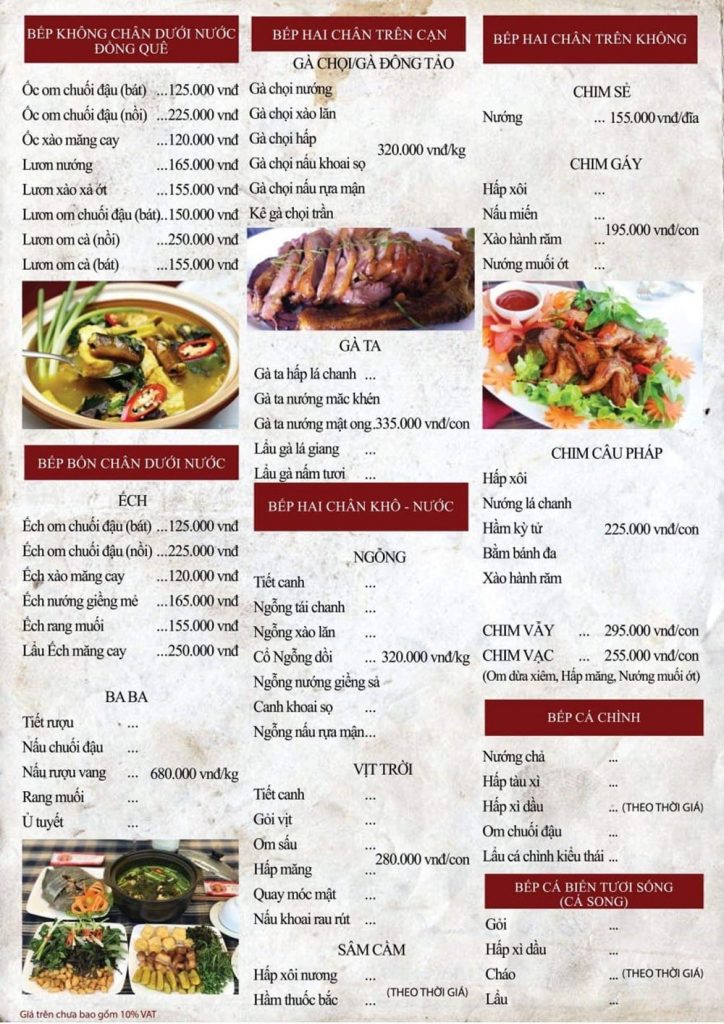 BẾP KHÔNG CHÂN DƯỚI NƯỚC
ĐỒNG QUÊ
Ốc om chuối đậu (bát) ...125.000 vnđ
Ốc om chuối đậu (nồi) ...225.000 vnđ
Ốc xào măng cay ...120.000 vnđ
Lươn nướng ...165.000 vnđ
Lươn xào xả ớt ...155.000 vnđ
Lươn om chuối đậu (bát)..150.000 vnđ
Lươn om cà (nồi) ...250.000 vnđ
Lươn om cà (bát) ...155.000 vnđ
BẾP BỐN CHÂN DƯỚI NƯỚC
ẾCH
Ếch om chuối đậu (bát) ...125.000 vnđ
Ếch om chuối đậu (nồi) ...225.000 vnđ
Ếch xào măng cay ...120.000 vnđ
Ếch nướng giềng mẻ ...165.000 vnđ
Ếch rang muối ...155.000 vnđ
Lẩu Ếch măng cay ...250.000 vnđ
BA BA
Tiết rượu ...
Nấu chuối đậu ...
Nấu rượu vang ... 680.000 vnđ/kg
Rang muối ...
Ủ tuyết ...
Giá trên chưa bao gồm 10% VAT
BẾP HAI CHÂN TRÊN CẠN
GÀ CHỌI/GÀ ĐÔNG TẢO
Gà chọi nướng
Gà chọi xào lăn
Gà chọi hấp
320.000 vnđ/kg
Gà chọi nấu khoai sọ
Gà chọi nấu rựa mận
Kê gà chọi trần
GÀ TA
Gà ta hấp lá chanh ...
Gà ta nướng măc khén
Gà ta nướng mật ong.335.000 vnđ/con
Lẩu gà lá giang ...
Lẩu gà nấm tươi ...
BẾP HAI CHÂN KHÔ - NƯỚC
NGỖNG
Tiết canh ...
Ngỗng tái chanh ...
Ngỗng xào lăn ...
Cổ Ngỗng dồi ... 320.000 vnđ/kg
Ngỗng nướng giềng sả
Canh khoai sọ ...
Ngỗng nấu rựa mận...
VỊT TRỜI
Tiết canh ...
Gỏi vịt ...
Om sấu ...
280.000 vnđ/con
Hấp măng ...
Quay móc mật ...
Nấu khoai rau rút ...
SÂM CẦM
Hấp xôi nương ...
(THEO THỜI GIÁ)
Hầm thuốc bắc ...
BẾP HAI CHÂN TRÊN KHÔNG
CHIM SẺ
Nướng ... 155.000 vnđ/đĩa
CHIM GÁY
Hấp xôi ...
Nấu miến ...
195.000 vnđ/con
Xào hành răm ...
Nướng muối ớt ...
CHIM CÂU PHÁP
Hấp xôi
Nướng lá chanh
Hầm kỳ tử 225.000 vnđ/con
Bằm bánh đa
Xào hành răm
CHIM VẢY ... 295.000 vnđ/con
CHIM VẠC ... 255.000 vnđ/con
(Om dừa xiêm, Hấp măng, Nướng muối ớt)
BẾP CÁ CHÌNH
Nướng chả ...
Hấp tàu xì ...
Hấp xì dầu ... (THEO THỜI GIÁ)
Om chuối đậu ...
Lẩu cá chình kiểu thái ...
BẾP CÁ BIỂN TƯƠI SỐNG
(CÁ SONG)
Gỏi ...
Hấp xì dầu ...
Cháo ... (THEO THỜI GIÁ)
Lẩu ...